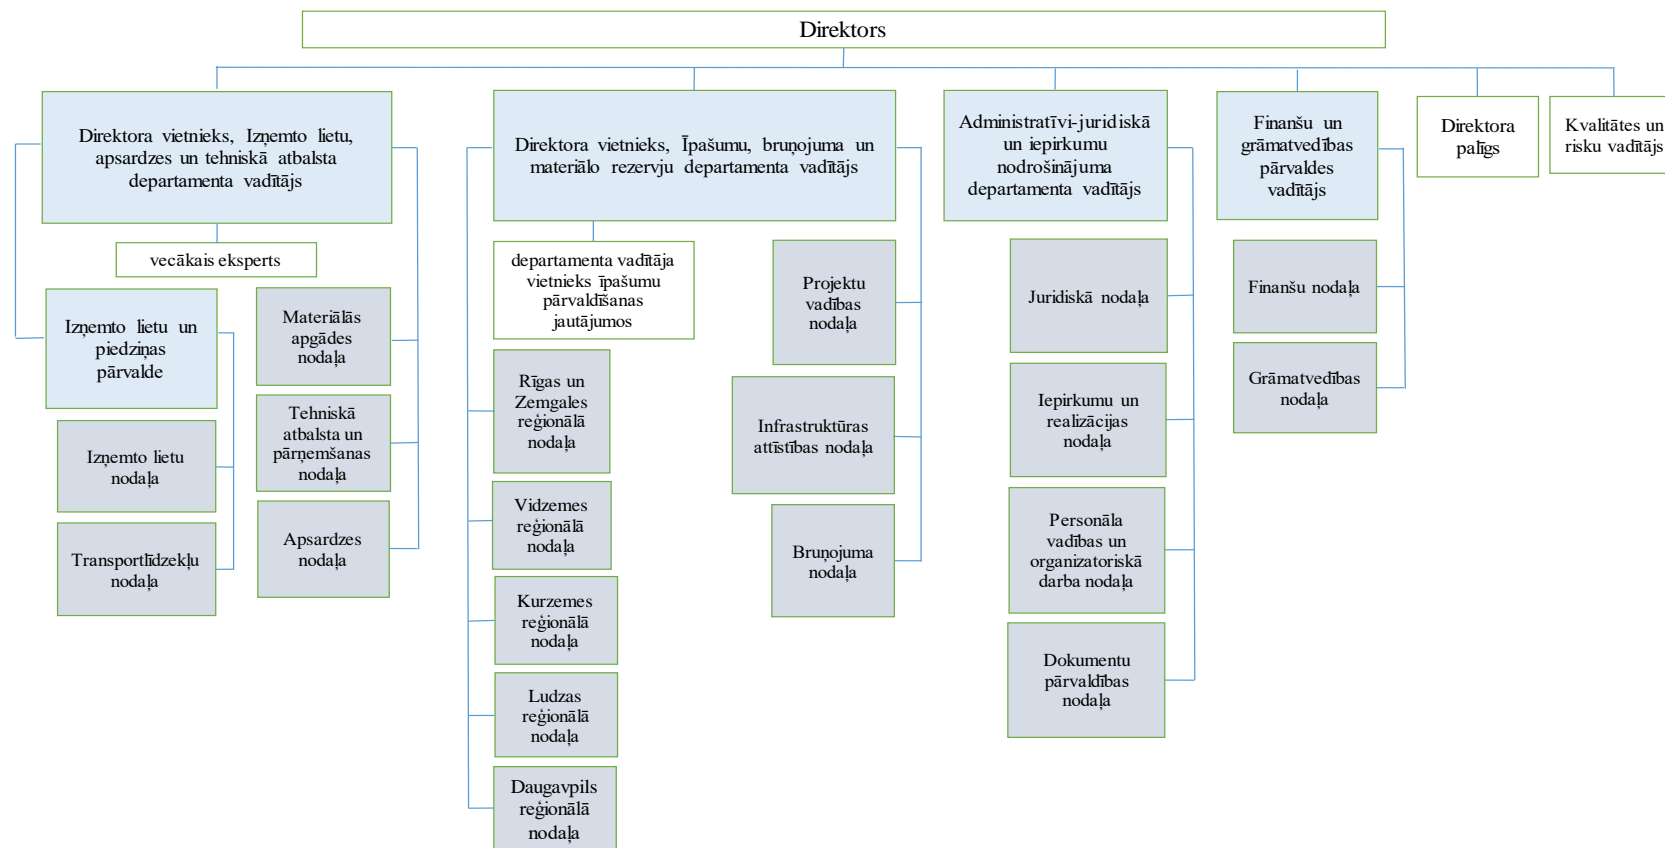 Direktors
Direktora vietnieks, Izņemto lietu,
apsardzes un tehniskā atbalsta
departamenta vadītājs
Direktora vietnieks, Īpašumu, bruņojuma un
materiālo rezervju departamenta vadītājs
Administratīvi-juridiskā
un iepirkumu
nodrošinājuma
departamenta vadītājs
Finanšu un
grāmatvedības
pārvaldes
vadītājs
Direktora
palīgs
Kvalitātes un
risku vadītājs
vecākais eksperts
Izņemto lietu un
piedziņas
pārvalde
Izņemto lietu
nodaļa
Transportlīdzekļu
nodaļa
Materiālās
apgādes
nodaļa
Tehniskā
atbalsta un
pārņemšanas
nodaļa
Apsardzes
nodaļa
departamenta vadītāja
vietnieks īpašumu
pārvaldīšanas
jautājumos
Rīgas un
Zemgales
reģionālā
nodaļa
Vidzemes
reģionālā
nodaļa
Kurzemes
reģionālā
nodaļa
Ludzas
reģionālā
nodaļa
Daugavpils
reģionālā
nodaļa
Projektu
vadības
nodaļa
Infrastruktūras
attīstības nodaļa
Bruņojuma
nodaļa
Juridiskā nodaļa
Iepirkumu un
realizācijas
nodaļa
Personāla
vadības un
organizatoriskā
darba nodaļa
Dokumentu
pārvaldības
nodaļa
Finanšu nodaļa
Grāmatvedības
nodaļa